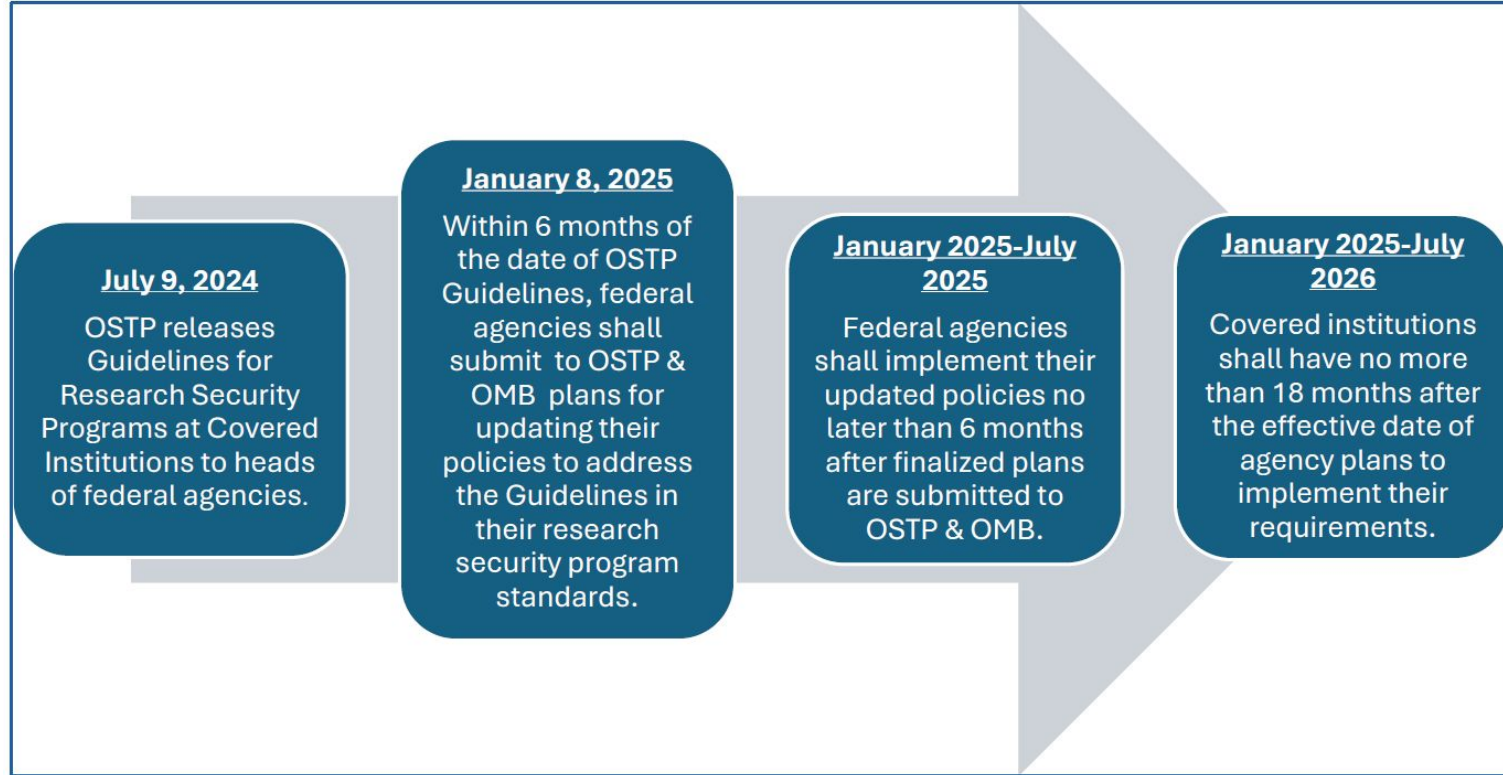 July 9, 2024
OSTP releases
Guidelines for
Research Security
Programs at Covered
Institutions to heads
of federal agencies.
January 8, 2025
Within 6 months of
the date of OSTP
Guidelines, federal
agencies shall
submit  to OSTP &
OMB  plans for
updating their
policies to address
the Guidelines in
their research
security program
standards.
January 2025-July
2025
Federal agencies
shall implement their
updated policies no
later than 6 months
after finalized plans
are submitted to
OSTP & OMB.
January 2025-July
2026
Covered institutions
shall have no more
than 18 months after
the effective date of
agency plans to
implement their
requirements.